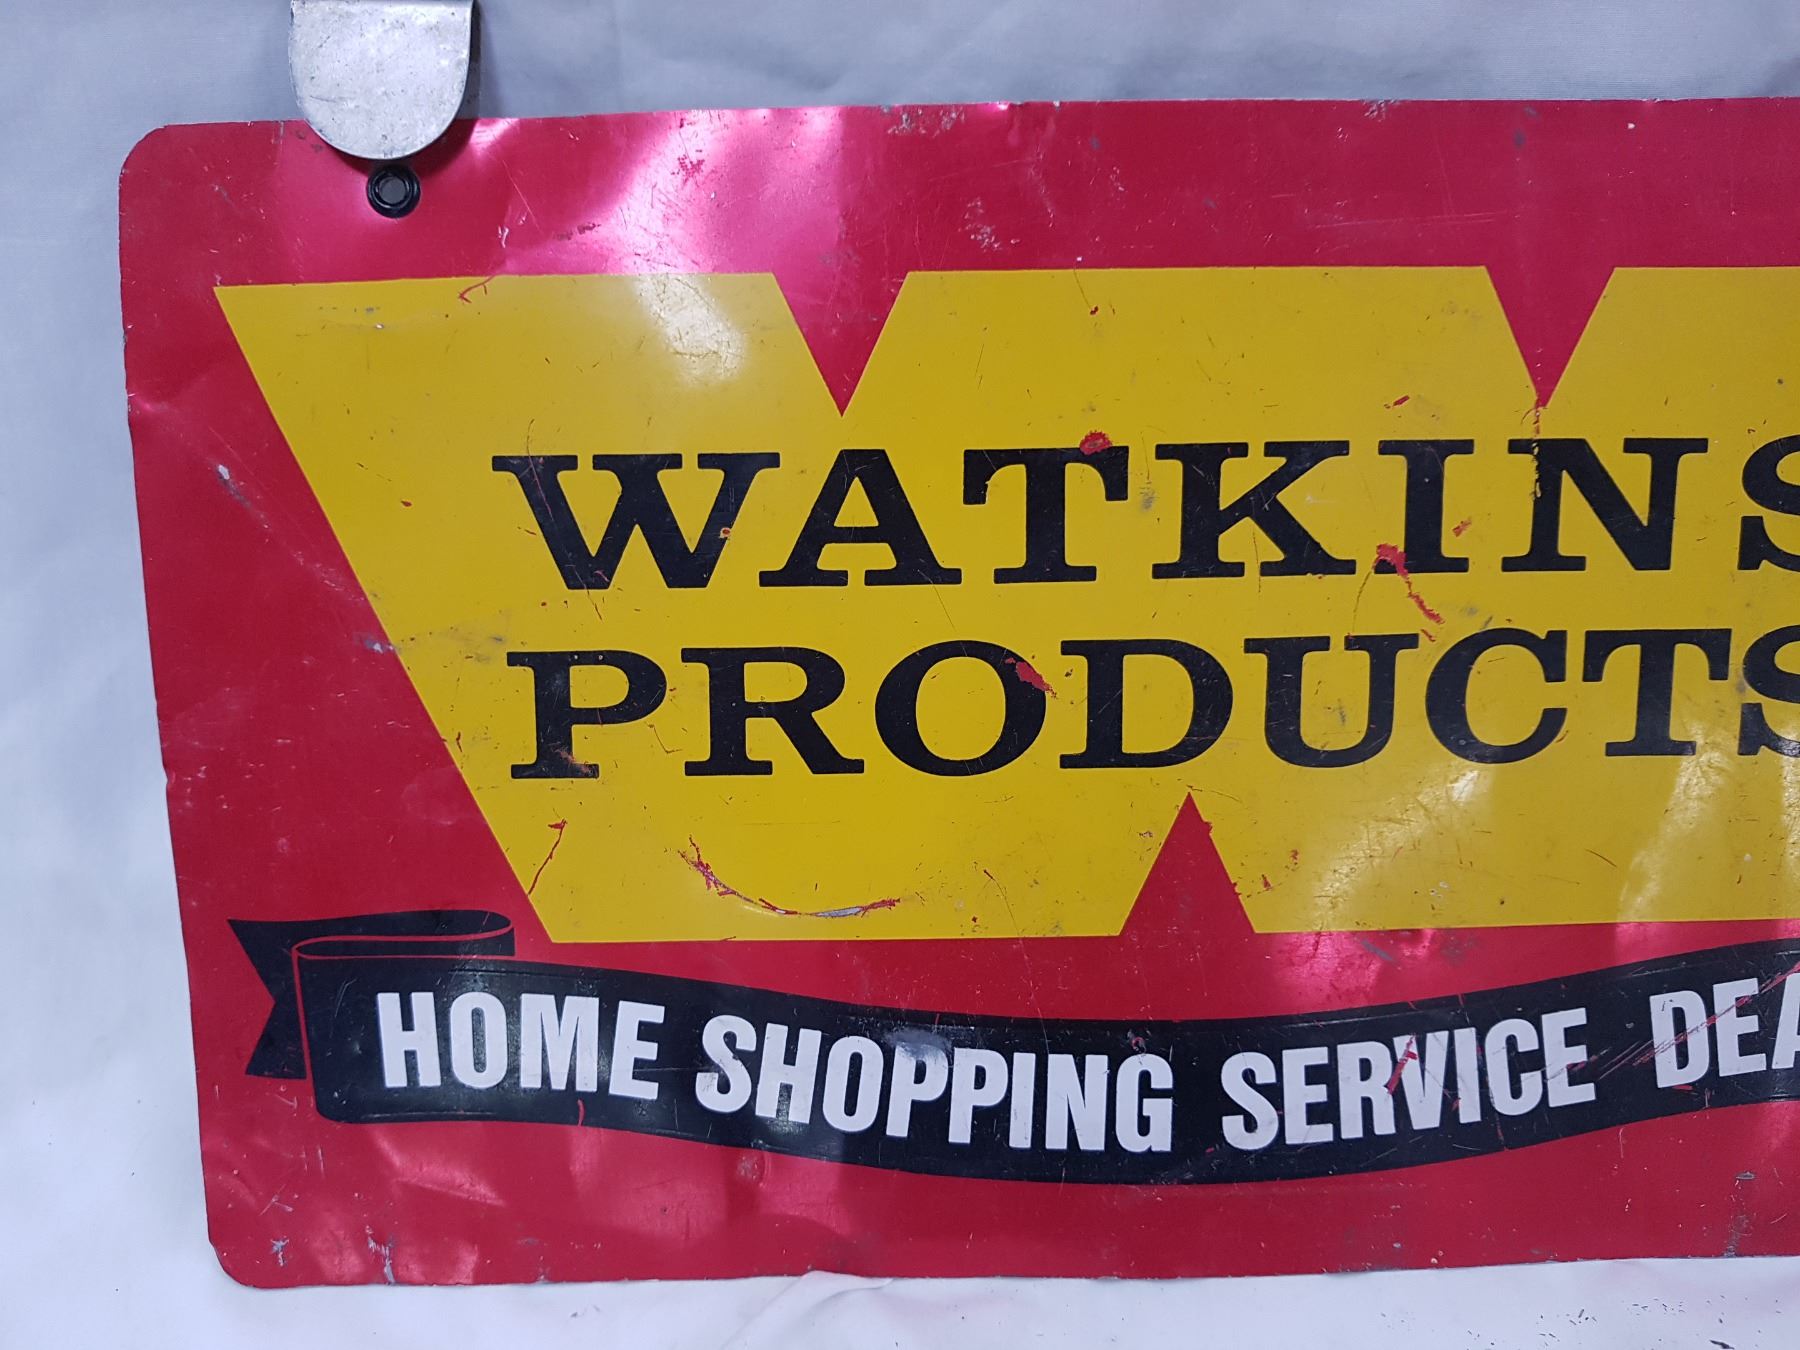 WATKINS
PRODUCTS
HOME SHOPPING SERVICE